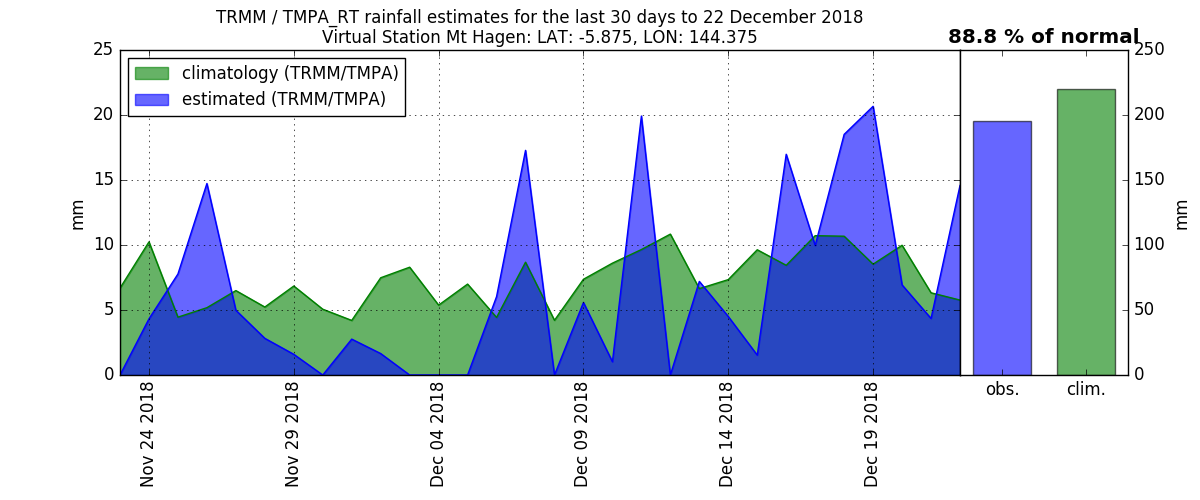 TRMM / TMPA_RT rainfall estimates for the last 30 days to 22 December 2018
Virtual Station Mt Hagen: LAT: -5.875, LON: 144.375
88.8 % of normal
climatology (TRMM/TMPA)
estimated (TRMM/TMPA)
25
20
15
10
5
0
mm
Nov 24 2018
Nov 29 2018
Dec 04 2018
Dec 09 2018
Dec 14 2018
Dec 19 2018
250
200
150
100
50
0
mm
obs.
clim.